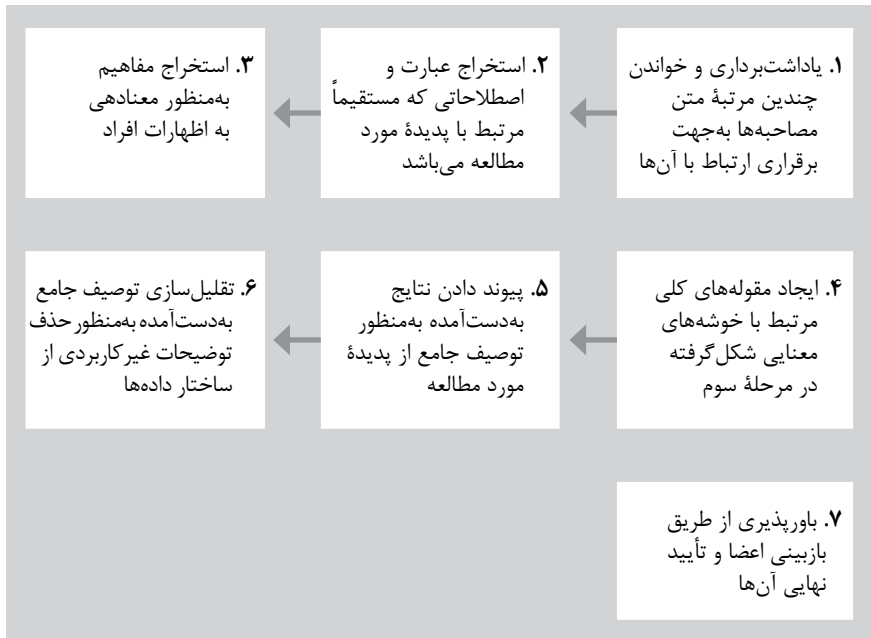 ۱. یاداشت‌برداری و خواندن
چندین مرتبۀ متن
مصاحبه‌ها به‌جهت
برقراری ارتباط با آن‌ها
۲. استخراج عبارت و
اصطلاحاتی که مستقیماً
مرتبط با پدیدۀ مورد
مطالعه می‌باشد
۳. استخراج مفاهیم
به‌منظور معنادهی
به اظهارات افراد
۴. ایجاد مقوله‌های کلی
مرتبط با خوشه‌های
معنایی شکل‌گرفته
در مرحلۀ سوم
۵. پیوند دادن نتایج
به‌دست‌آمده به‌منظور
توصیف جامع از پدیدۀ
مورد مطالعه
۶. تقلیل‌سازی توصیف جامع
به‌دست‌آمده به‌منظور حذف
توضیحات غیرکاربردی از
ساختار داده‌ها
۷. باورپذیری از طریق
بازبینی اعضا و تأیید
نهایی آن‌ها